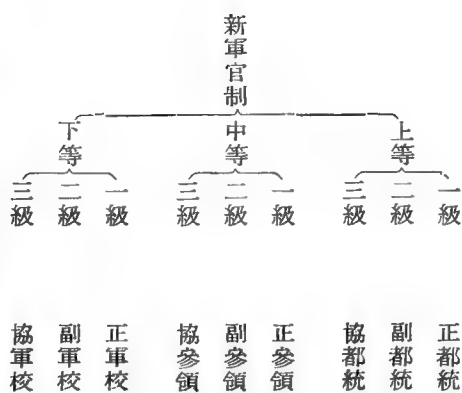 新軍官制
上等
一級
正都統
二級
副都統
三級
協都統
中等
一級
正參領
二級
副參領
三級
協參領
下等
一級
正軍校
二級
副軍校
三級
協軍校